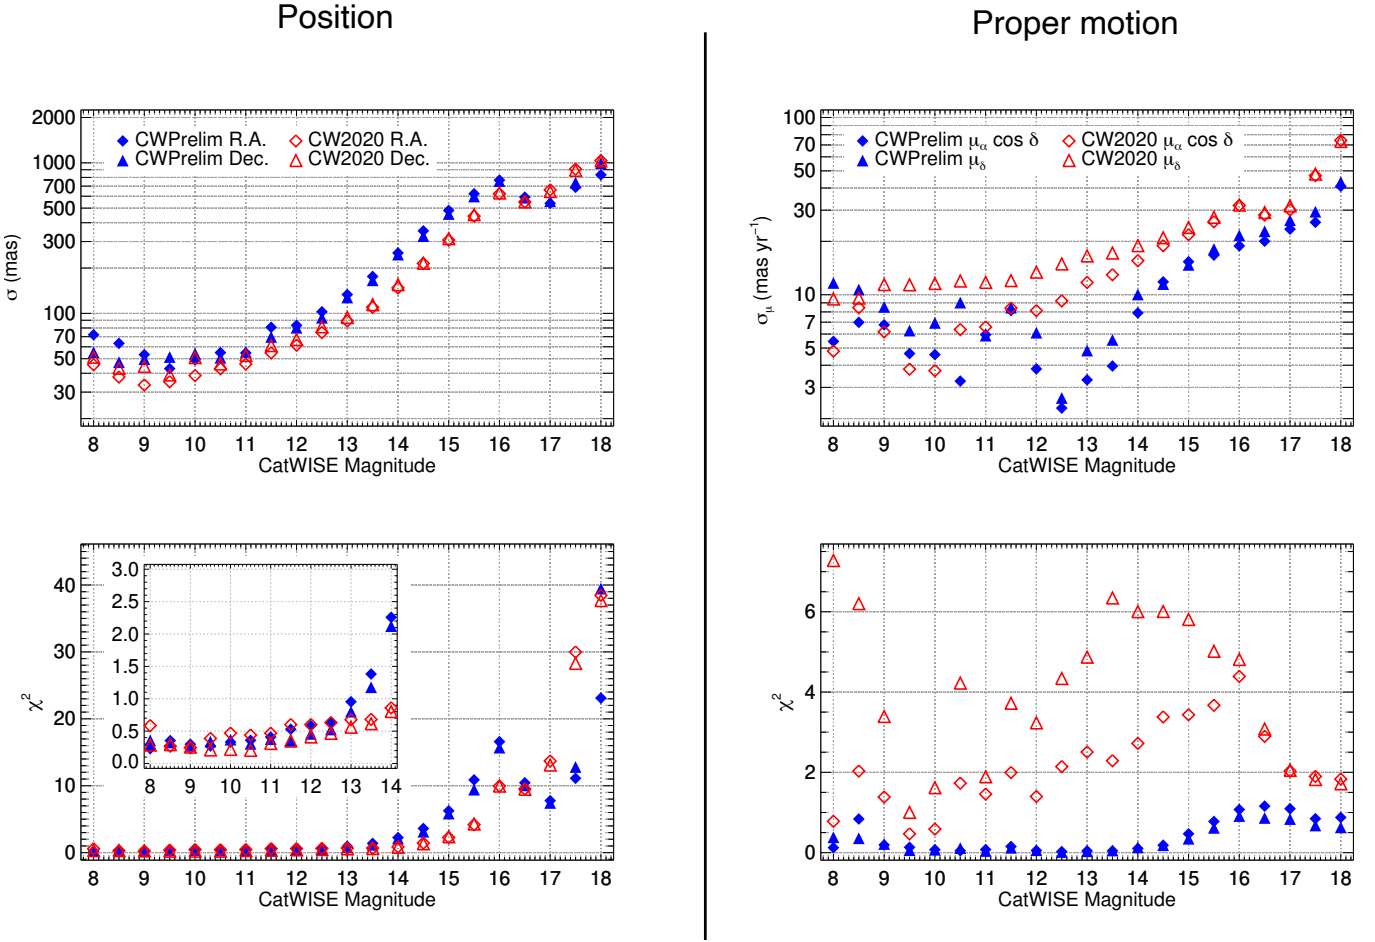 Position
Proper motion
2000
1000
700
500
300
100
70
50
30
σ (mas)
CWPrelim R.A.
CW2020 R.A.
CWPrelim Dec.
CW2020 Dec.
8 9 10 11 12 13 14 15 16 17 18
CatWISE Magnitude
100
70
50
30
10
7
5
3
σμ (mas yr⁻¹)
CWPrelim μα cos δ
CW2020 μα cos δ
CWPrelim μδ
CW2020 μδ
8 9 10 11 12 13 14 15 16 17 18
CatWISE Magnitude
40
30
20
10
0
χ²
3.0
2.5
2.0
1.5
1.0
0.5
0.0
8 9 10 11 12 13 14
8 9 10 11 12 13 14 15 16 17 18
CatWISE Magnitude
6
4
2
0
χ²
8 9 10 11 12 13 14 15 16 17 18
CatWISE Magnitude